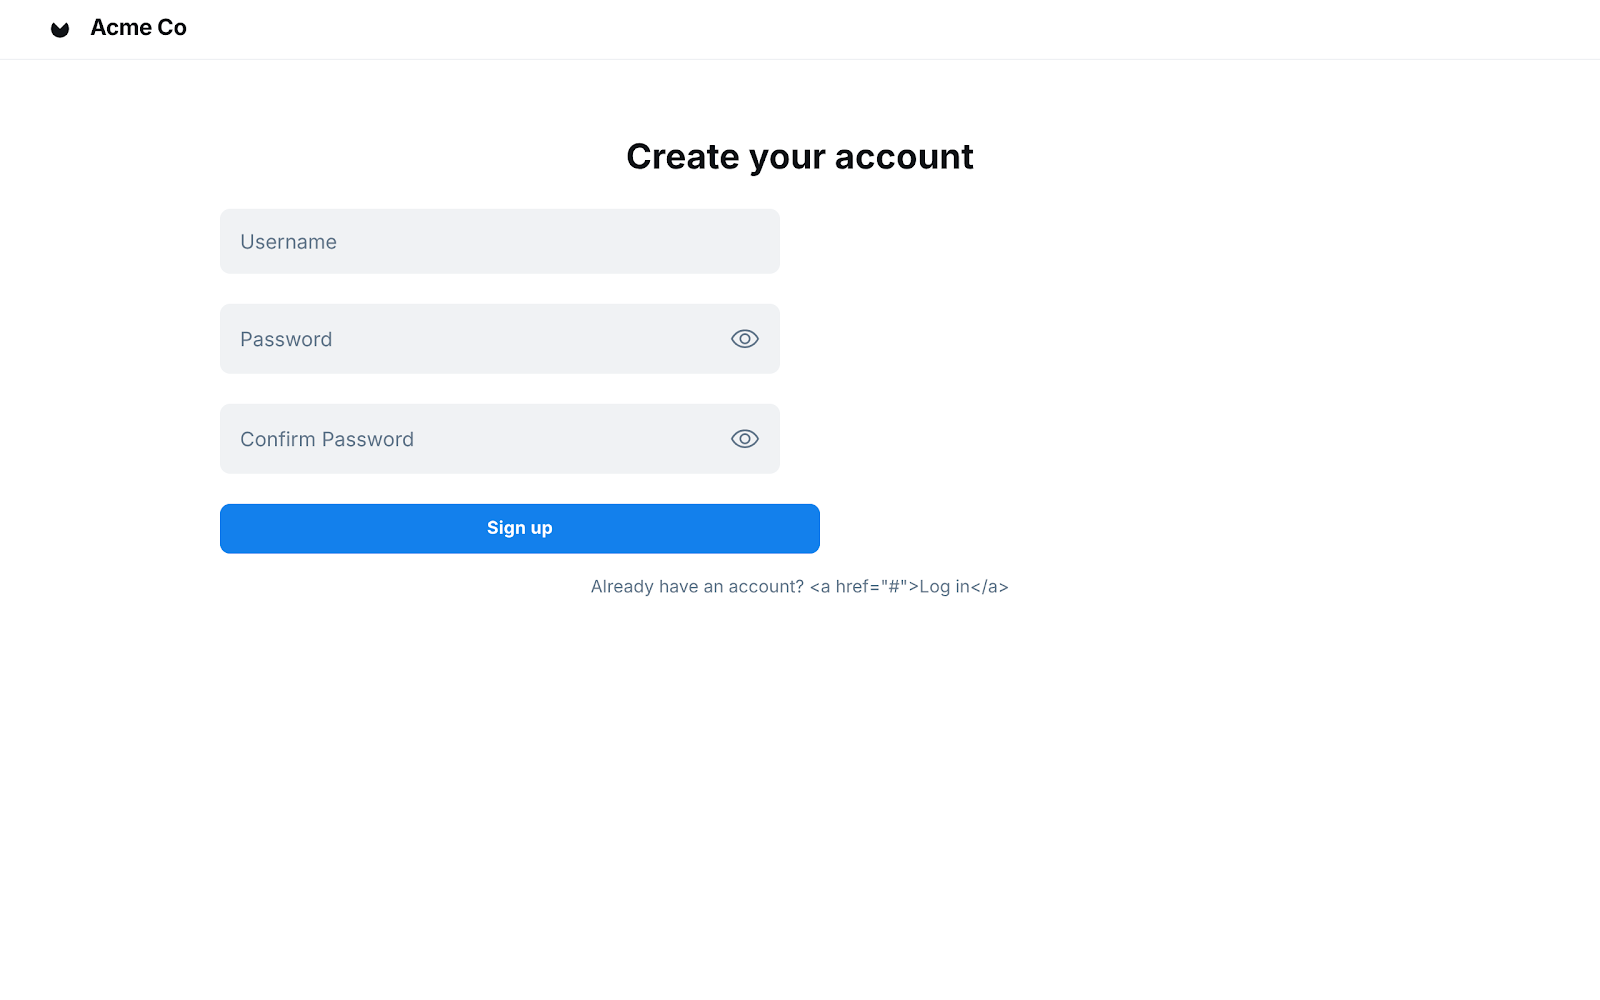 Acme Co
Create your account
Username
Password
Confirm Password
Sign up
Already have an account? <a href="#">Log in</a>